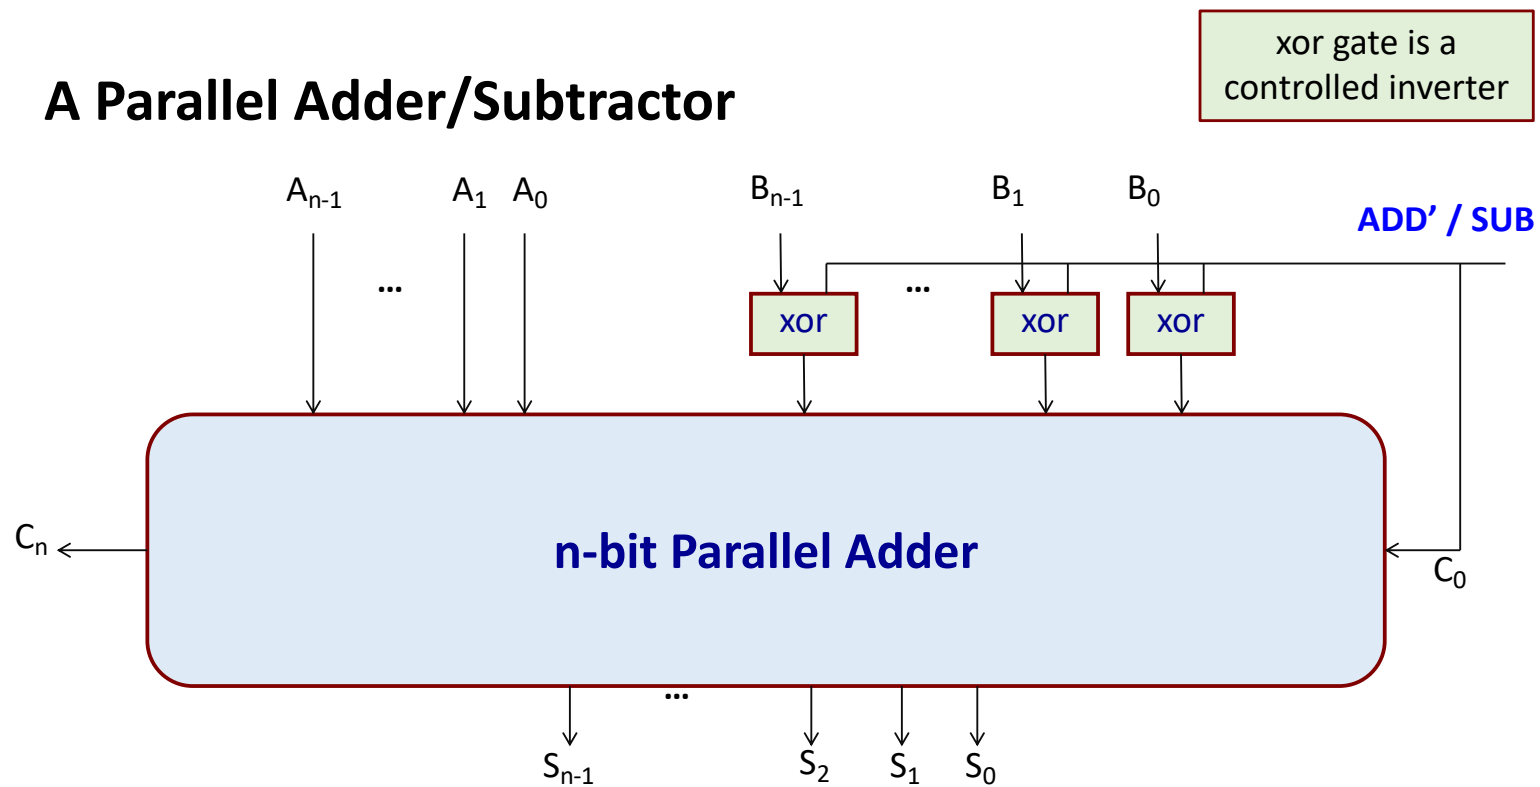 xor gate is a
controlled inverter
A Parallel Adder/Subtractor
Aₙ₋₁ ... A₁ A₀ Bₙ₋₁ ... B₁ B₀
ADD’ / SUB
xor xor xor
n-bit Parallel Adder
Cₙ
C₀
...
Sₙ₋₁ S₂ S₁ S₀